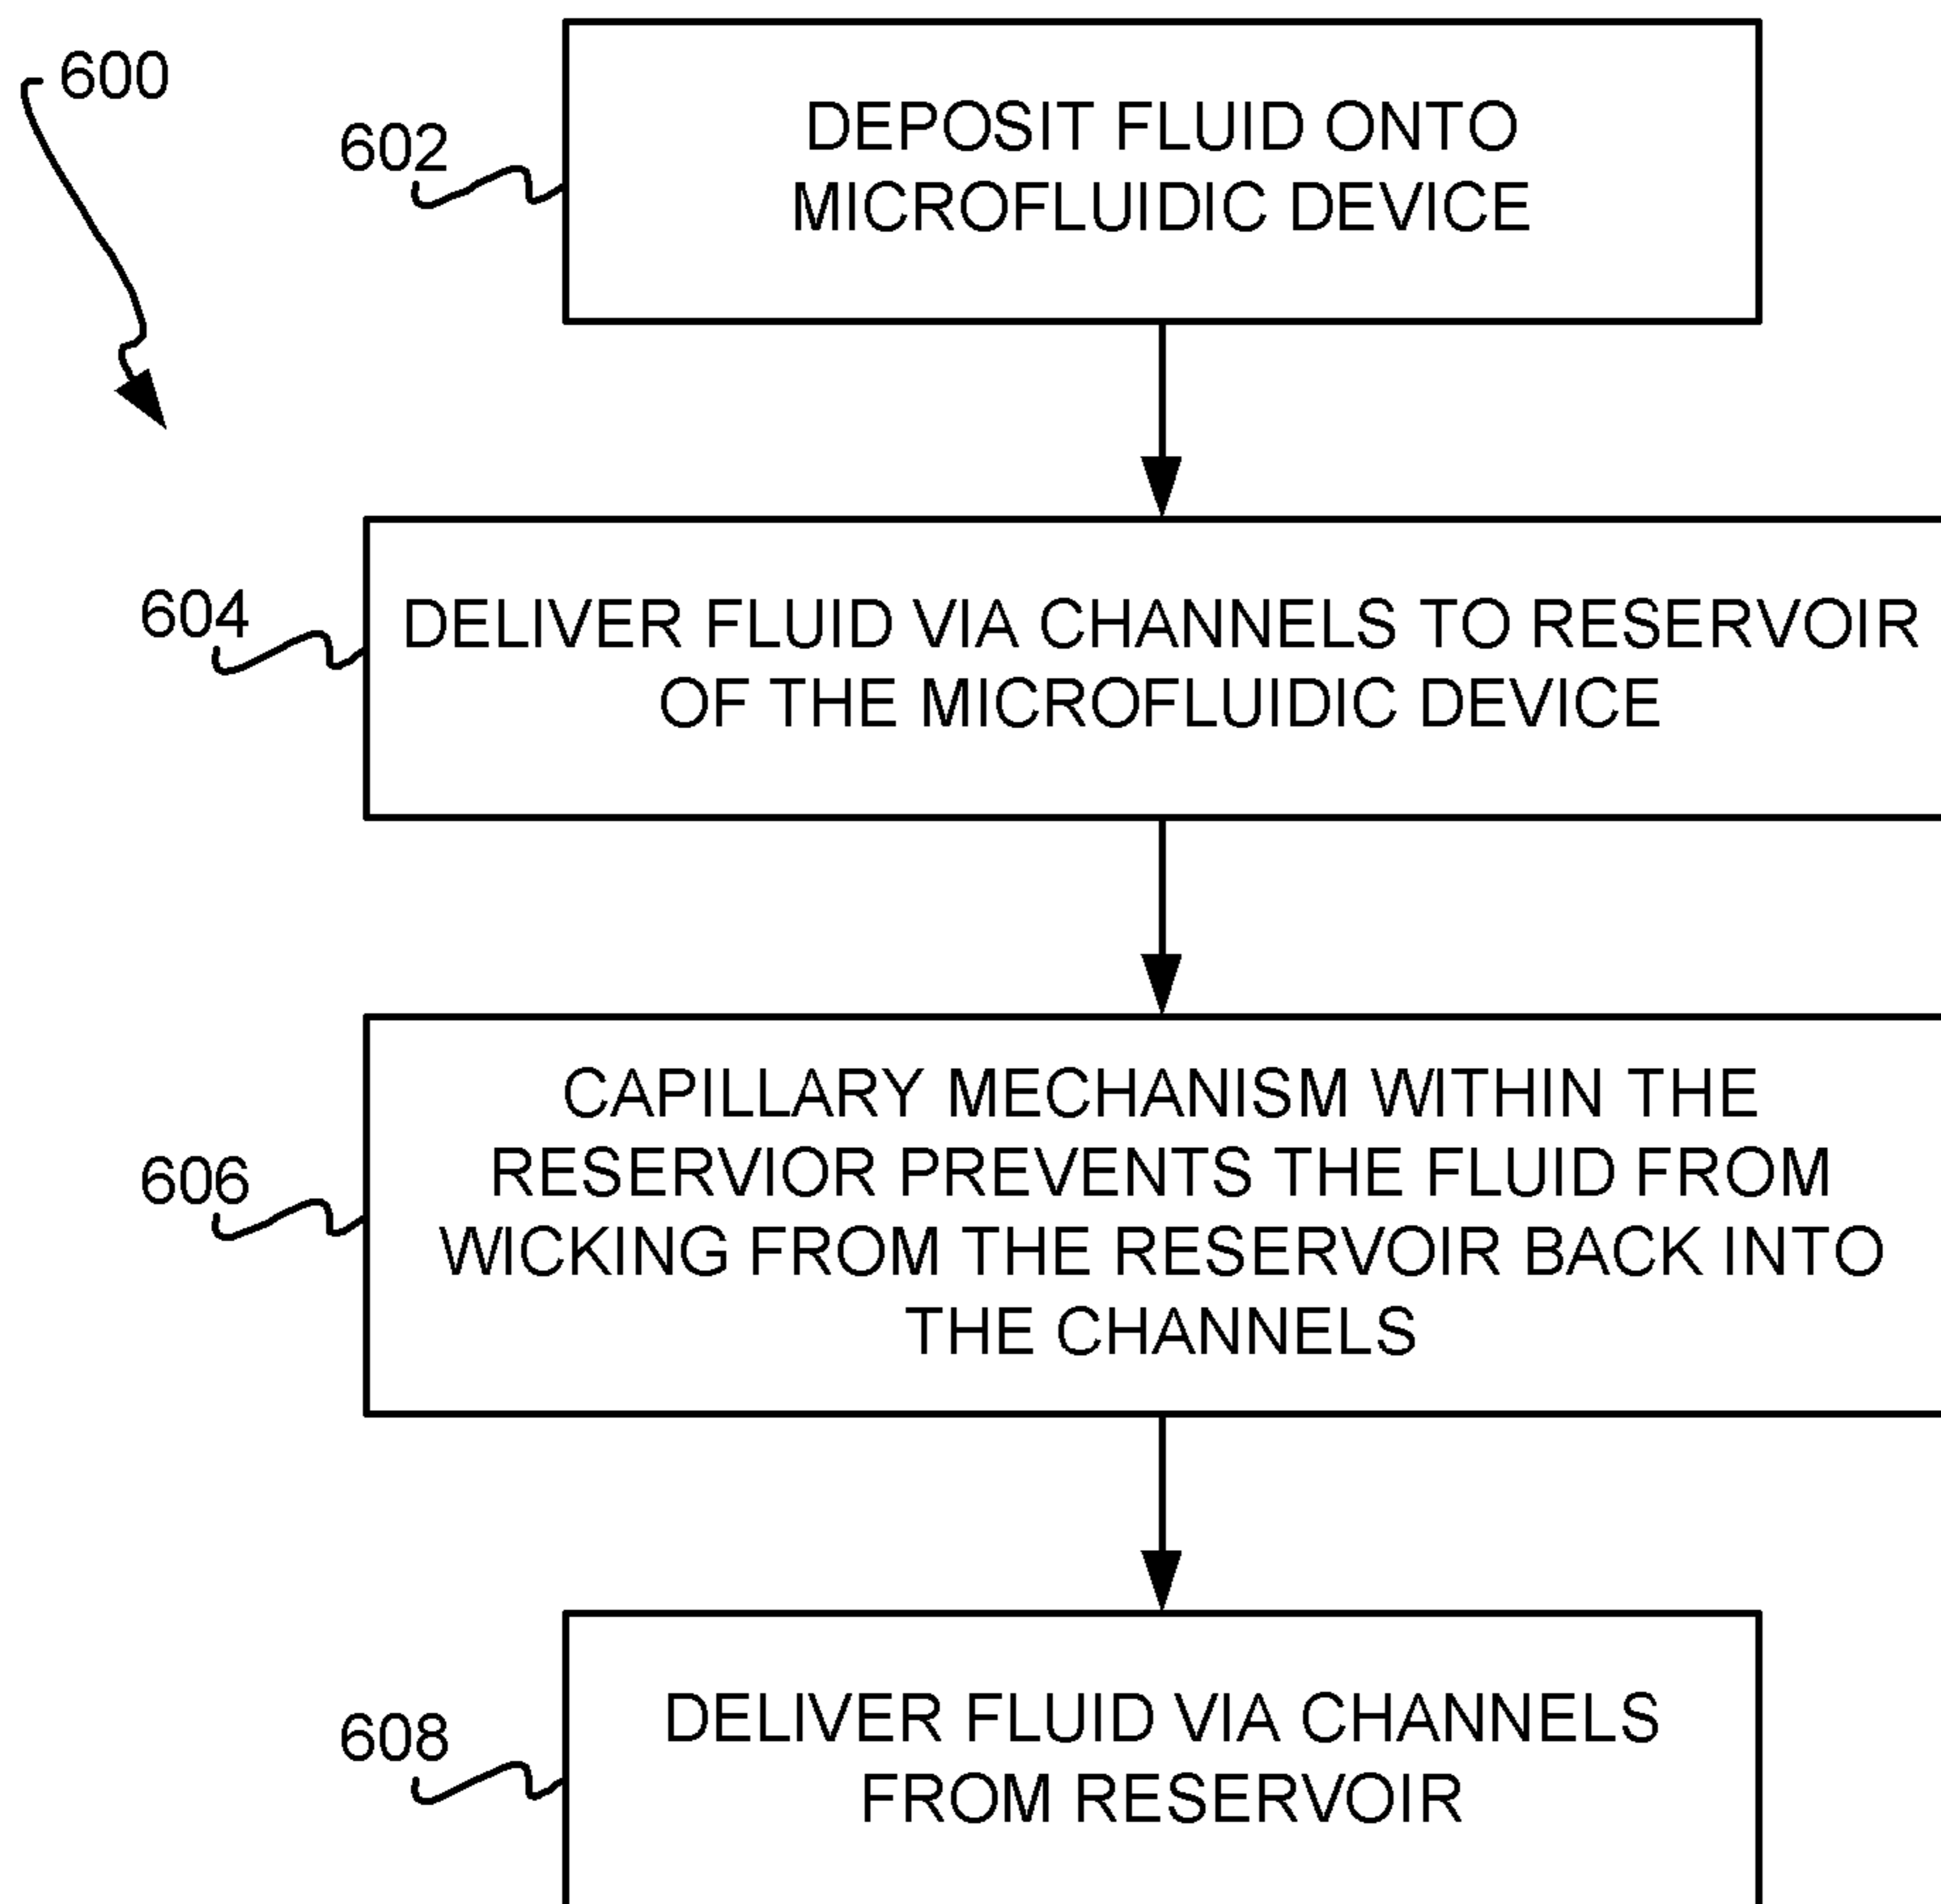 600
602
DEPOSIT FLUID ONTO
MICROFLUIDIC DEVICE
604
DELIVER FLUID VIA CHANNELS TO RESERVOIR
OF THE MICROFLUIDIC DEVICE
606
CAPILLARY MECHANISM WITHIN THE
RESERVIOR PREVENTS THE FLUID FROM
WICKING FROM THE RESERVOIR BACK INTO
THE CHANNELS
608
DELIVER FLUID VIA CHANNELS
FROM RESERVOIR